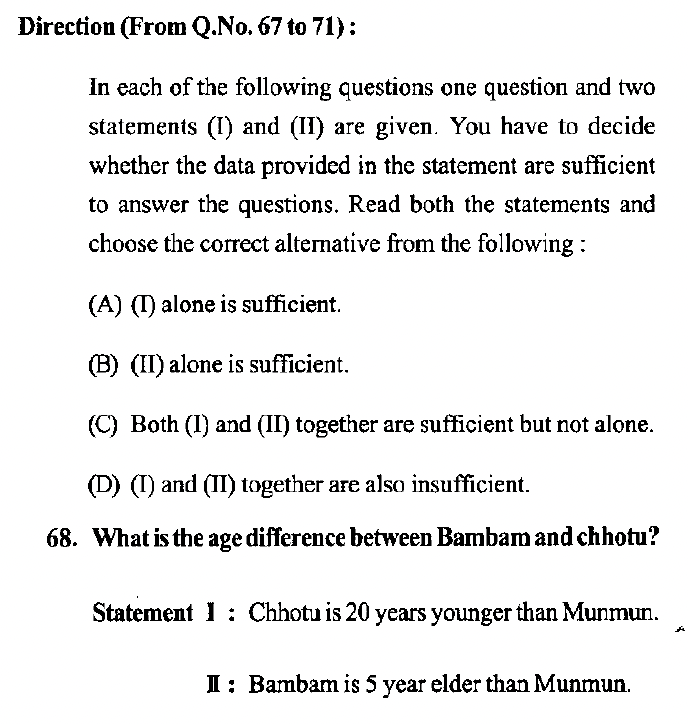 Direction (From Q.No. 67 to 71) :
In each of the following questions one question and two
statements (I) and (II) are given. You have to decide
whether the data provided in the statement are sufficient
to answer the questions. Read both the statements and
choose the correct alternative from the following :
(A) (I) alone is sufficient.
(B) (II) alone is sufficient.
(C) Both (I) and (II) together are sufficient but not alone.
(D) (I) and (II) together are also insufficient.
68. What is the age difference between Bambam and chhotu?
Statement I : Chhotu is 20 years younger than Munmun.
II : Bambam is 5 year elder than Munmun.